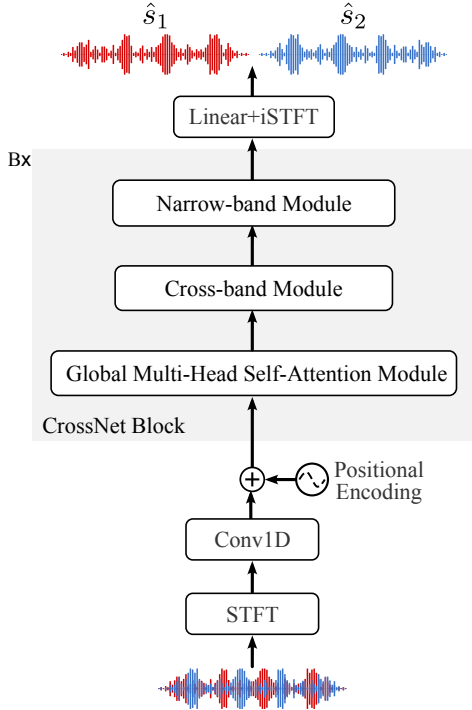 ŝ₁ ŝ₂
Linear+iSTFT
Bx
Narrow-band Module
Cross-band Module
Global Multi-Head Self-Attention Module
CrossNet Block
Positional
Encoding
Conv1D
STFT